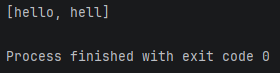 [hello, hell]
Process finished with exit code 0